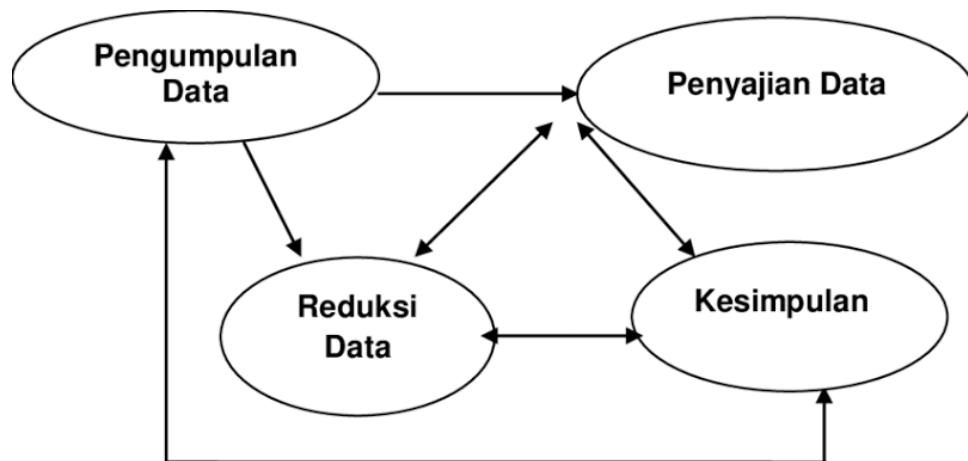 Pengumpulan
Data
Penyajian Data
Reduksi
Data
Kesimpulan